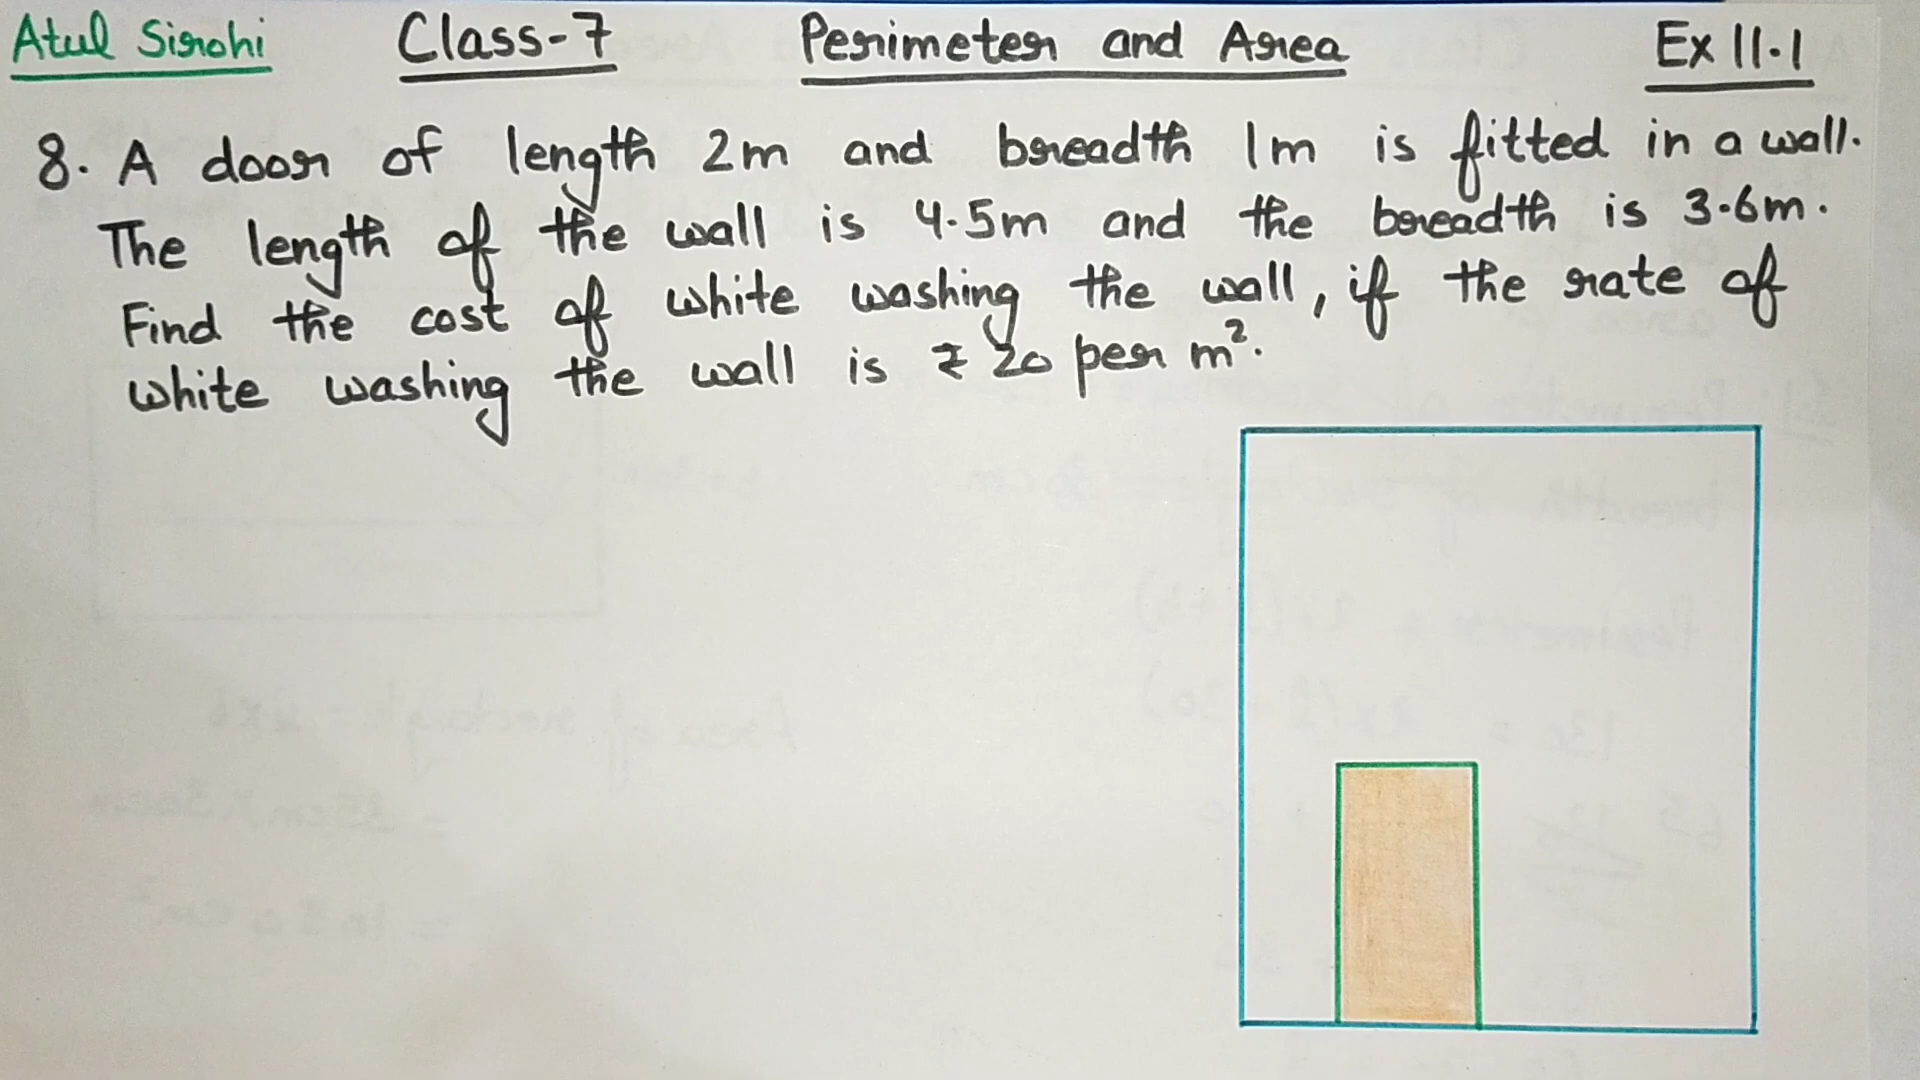 Atul Sirohi Class-7 Perimeter and Area Ex 11.1
8. A door of length 2m and breadth 1m is fitted in a wall.
The length of the wall is 4.5m and the breadth is 3.6m.
Find the cost of white washing the wall, if the rate of
white washing the wall is ₹ 20 per m².